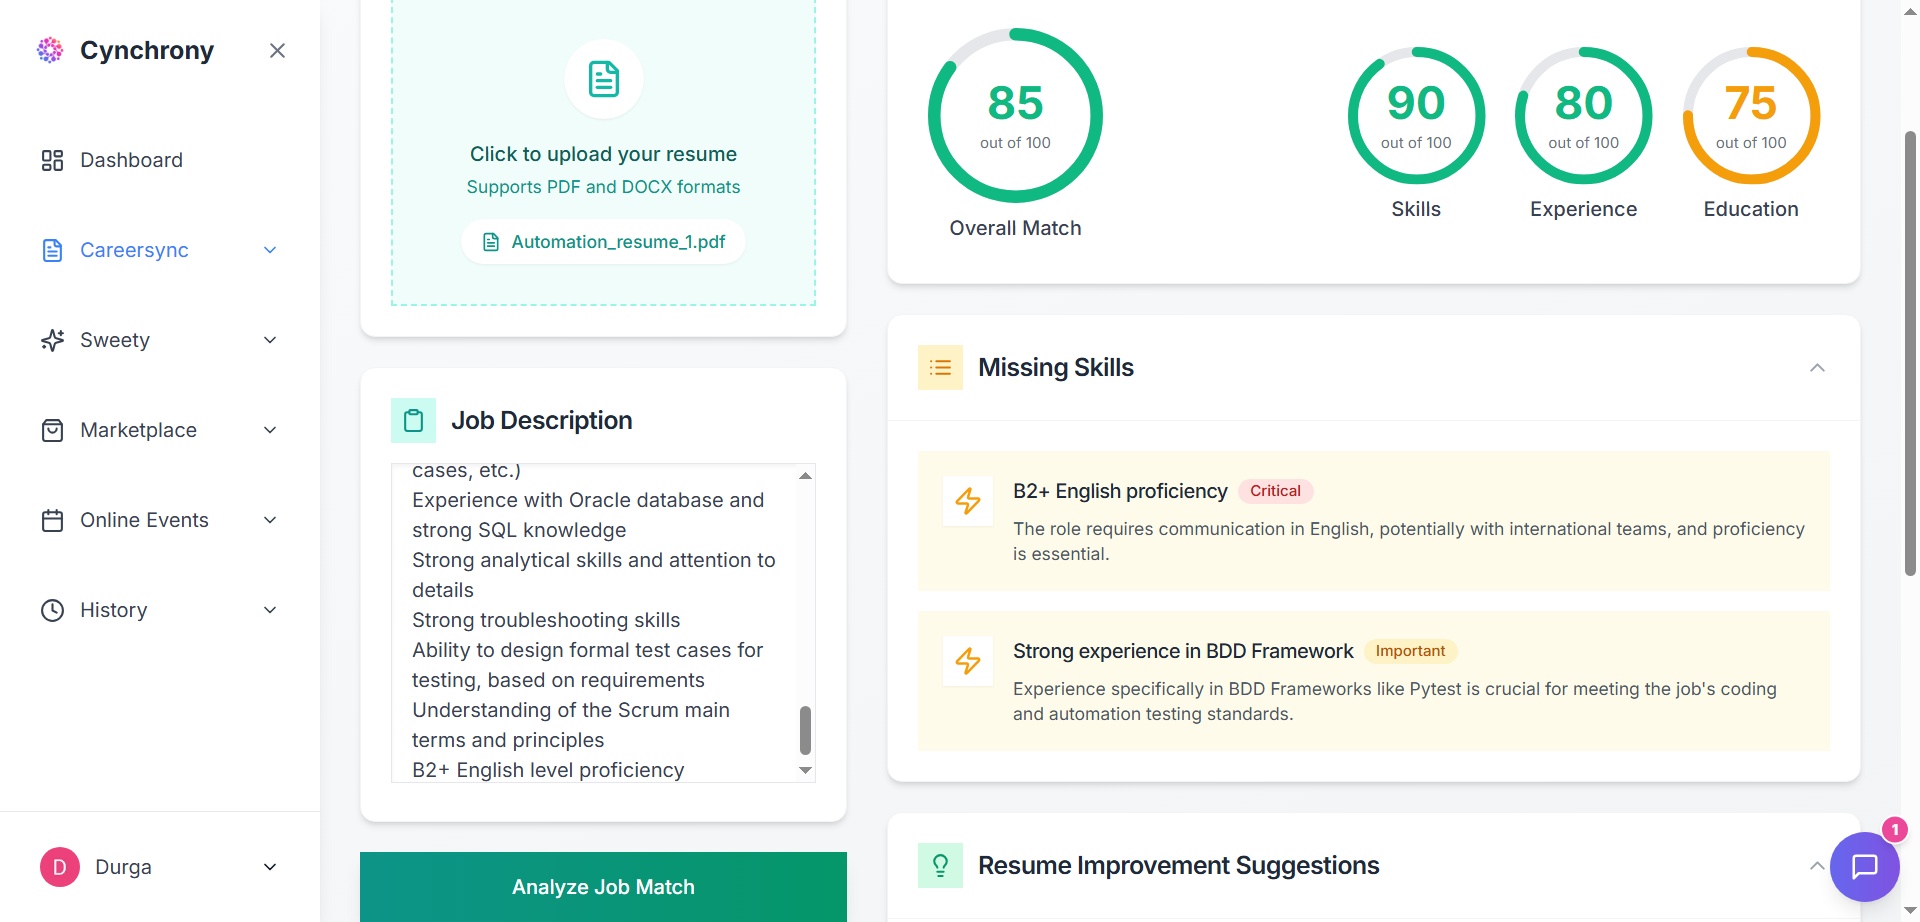 Cynchrony
Dashboard
Careersync
Sweety
Marketplace
Online Events
History
D
Durga
Click to upload your resume
Supports PDF and DOCX formats
Automation_resume_1.pdf
Job Description
cases, etc.)
Experience with Oracle database and
strong SQL knowledge
Strong analytical skills and attention to
details
Strong troubleshooting skills
Ability to design formal test cases for
testing, based on requirements
Understanding of the Scrum main
terms and principles
B2+ English level proficiency
Analyze Job Match
85
out of 100
Overall Match
90
out of 100
Skills
80
out of 100
Experience
75
out of 100
Education
Missing Skills
B2+ English proficiency Critical
The role requires communication in English, potentially with international teams, and proficiency
is essential.
Strong experience in BDD Framework Important
Experience specifically in BDD Frameworks like Pytest is crucial for meeting the job's coding
and automation testing standards.
Resume Improvement Suggestions
1